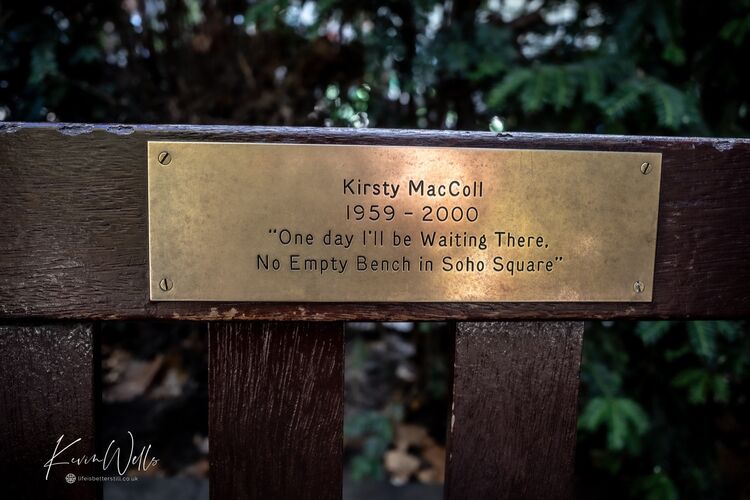 Kirsty MacColl
1959 - 2000
"One day I'll be Waiting There,
No Empty Bench in Soho Square"
Kevin Wells
lifeisbetterstill.co.uk